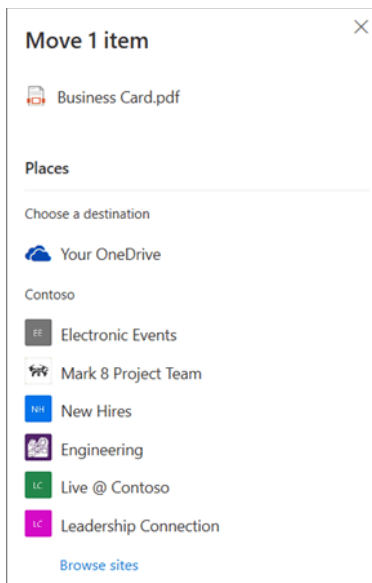 Move 1 item
Business Card.pdf
Places
Choose a destination
Your OneDrive
Contoso
EE Electronic Events
Mark 8 Project Team
NH New Hires
Engineering
LC Live @ Contoso
LC Leadership Connection
Browse sites